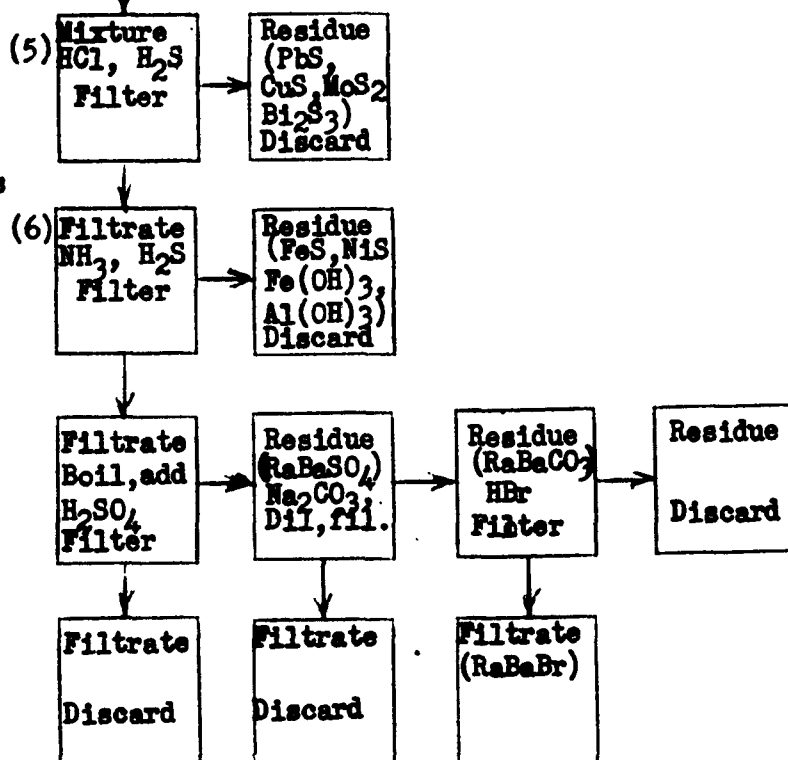 (5)
Mixture
HCl, H₂S
Filter
Residue
(PbS,
CuS,MoS₂
Bi₂S₃)
Discard
(6)
Filtrate
NH₃, H₂S
Filter
Residue
(FeS,NiS
Fe(OH)₃,
Al(OH)₃)
Discard
Filtrate
Boil,add
H₂SO₄
Filter
Residue
(RaBaSO₄)
Na₂CO₃,
Dil,fil.
Residue
(RaBaCO₃)
HBr
Filter
Residue
Discard
Filtrate
Discard
Filtrate
Discard
Filtrate
(RaBaBr)